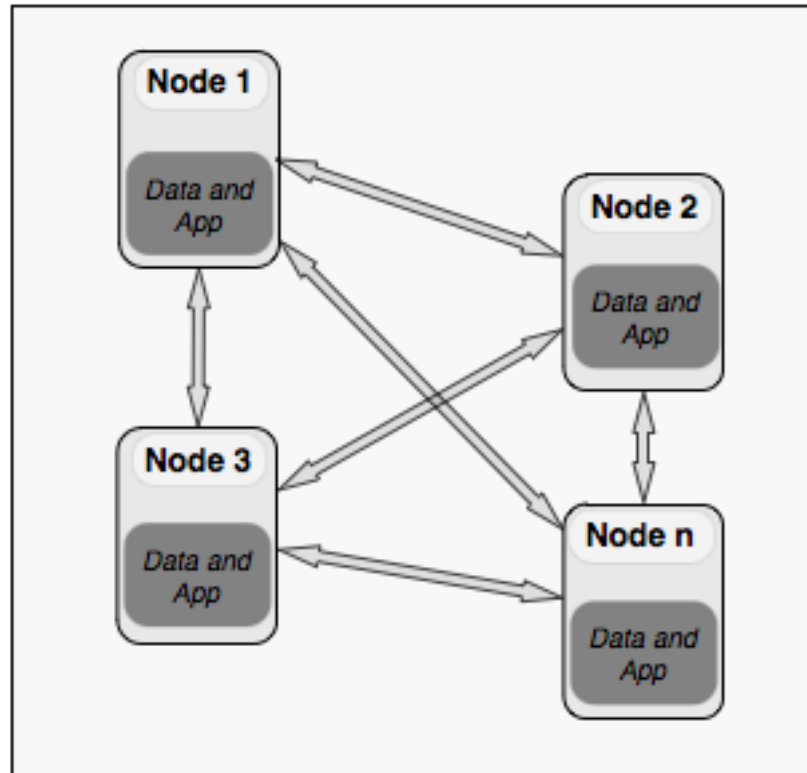 Node 1
Data and
App
Node 2
Data and
App
Node 3
Data and
App
Node n
Data and
App